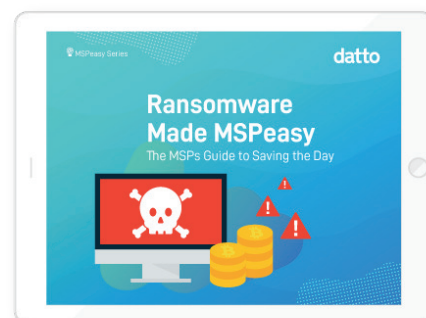 MSPeasy Series
datto
Ransomware
Made MSPeasy
The MSPs Guide to Saving the Day